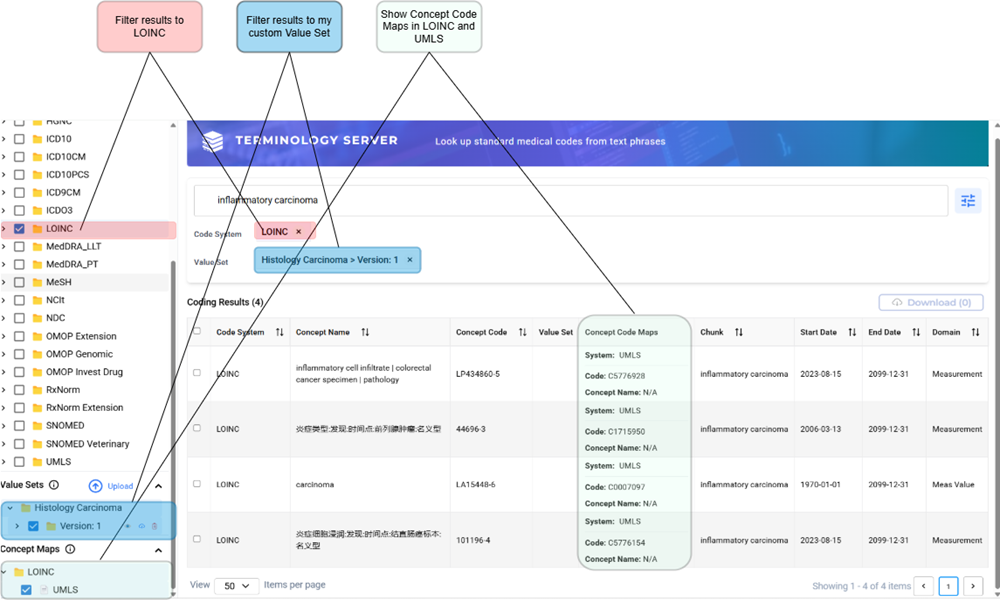 Filter results to
LOINC
Filter results to my
custom Value Set
Show Concept Code
Maps in LOINC and
UMLS
HGNC
ICD10
ICD10CM
ICD10PCS
ICD9CM
ICDO3
LOINC
MedDRA_LLT
MedDRA_PT
MeSH
NCIt
NDC
OMOP Extension
OMOP Genomic
OMOP Invest Drug
RxNorm
RxNorm Extension
SNOMED
SNOMED Veterinary
UMLS
Value Sets
Upload
Histology Carcinoma
Version: 1
Concept Maps
LOINC
UMLS
TERMINOLOGY SERVER
Look up standard medical codes from text phrases
inflammatory carcinoma
Code System
LOINC ×
Value Set
Histology Carcinoma > Version: 1 ×
Coding Results (4)
Download (0)
Code System Concept Name Concept Code Value Set Concept Code Maps Chunk Start Date End Date Domain
LOINC
inflammatory cell infiltrate | colorectal
cancer specimen | pathology
LP434860-5
System: UMLS
Code: C5776928
Concept Name: N/A
inflammatory carcinoma 2023-08-15 2099-12-31 Measurement
LOINC
炎症类型:发现:时间点:前列腺肿瘤:名义型
44696-3
System: UMLS
Code: C1715950
Concept Name: N/A
inflammatory carcinoma 2006-03-13 2099-12-31 Measurement
LOINC
carcinoma
LA15448-6
System: UMLS
Code: C0007097
Concept Name: N/A
inflammatory carcinoma 1970-01-01 2099-12-31 Meas Value
LOINC
炎症细胞浸润:发现:时间点:结直肠癌标本:
名义型
101196-4
System: UMLS
Code: C5776154
Concept Name: N/A
inflammatory carcinoma 2023-08-15 2099-12-31 Measurement
View 50 Items per page
Showing 1 - 4 of 4 items < 1 >